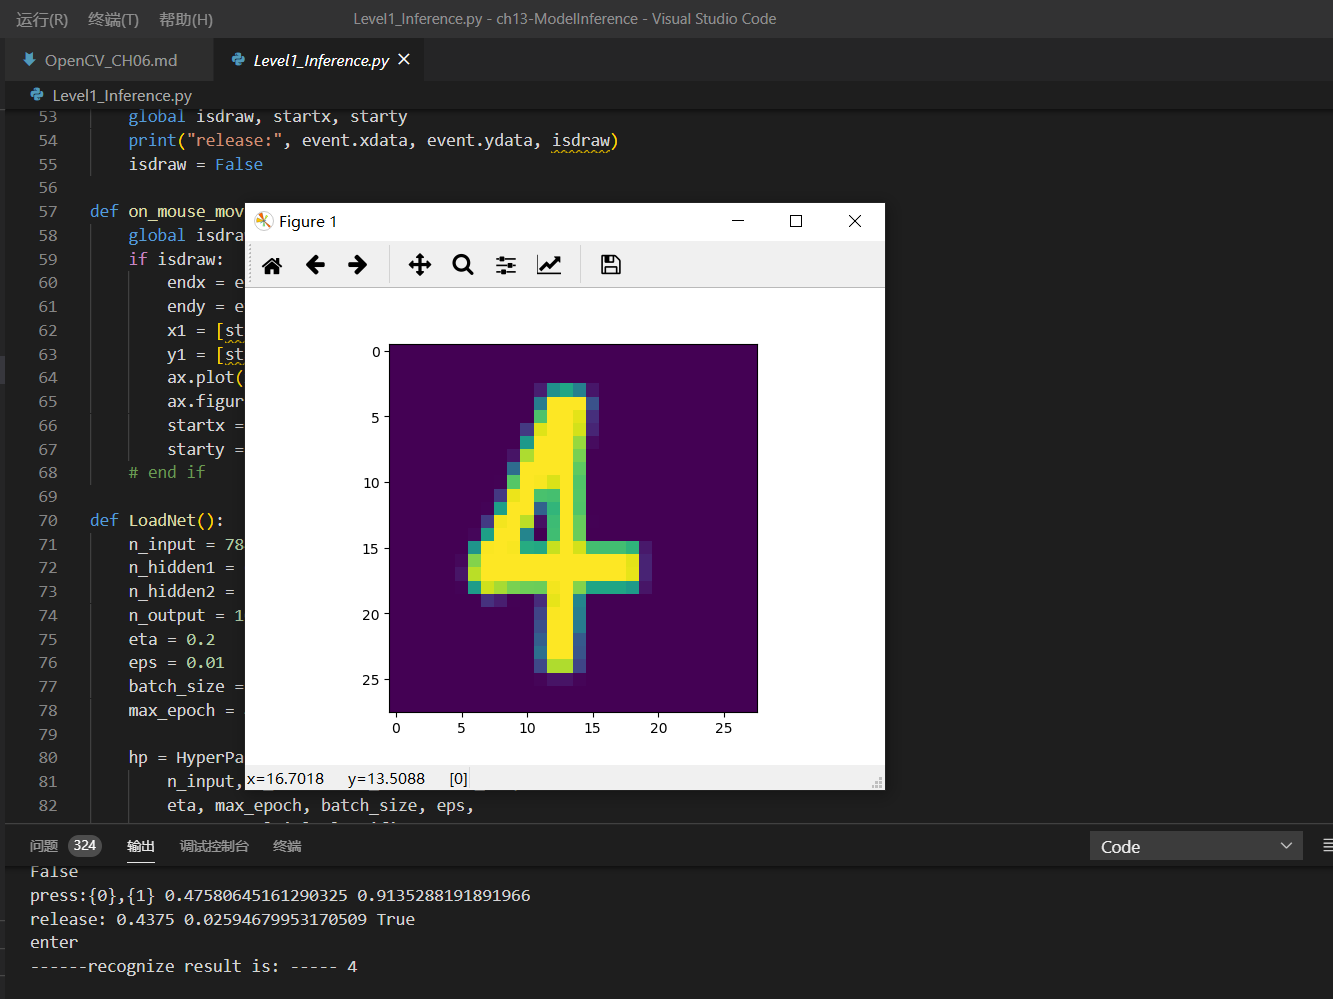 运行(R) 终端(T) 帮助(H) Level1_Inference.py - ch13-ModelInference - Visual Studio Code
OpenCV_CH06.md Level1_Inference.py
Level1_Inference.py
53 global isdraw, startx, starty
54 print("release:", event.xdata, event.ydata, isdraw)
55 isdraw = False
56
57 def on_mouse_mov
58 global isdra
59 if isdraw:
60 endx = e
61 endy = e
62 x1 = [st
63 y1 = [st
64 ax.plot(
65 ax.figur
66 startx =
67 starty =
68 # end if
69
70 def LoadNet():
71 n_input = 78
72 n_hidden1 =
73 n_hidden2 =
74 n_output = 1
75 eta = 0.2
76 eps = 0.01
77 batch_size =
78 max_epoch =
79
80 hp = HyperPa
81 n_input,
82 eta, max_epoch, batch_size, eps,
Figure 1
0
5
10
15
20
25
4
0 5 10 15 20 25
x=16.7018 y=13.5088 [0]
问题 324 输出 调试控制台 终端 Code
False
press:{0},{1} 0.47580645161290325 0.9135288191891966
release: 0.4375 0.02594679953170509 True
enter
------recognize result is: ----- 4